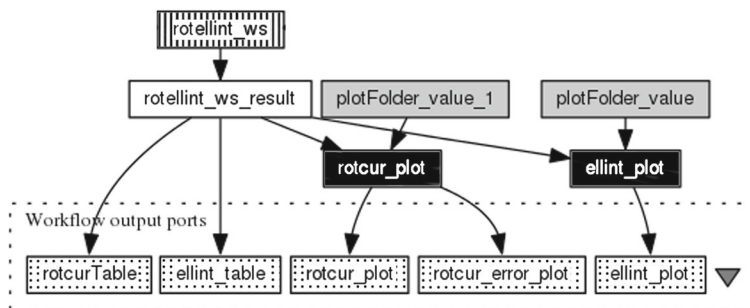 rotellint_ws
rotellint_ws_result
plotFolder_value_1
plotFolder_value
rotcur_plot
ellint_plot
Workflow output ports
rotcurTable
ellint_table
rotcur_plot
rotcur_error_plot
ellint_plot